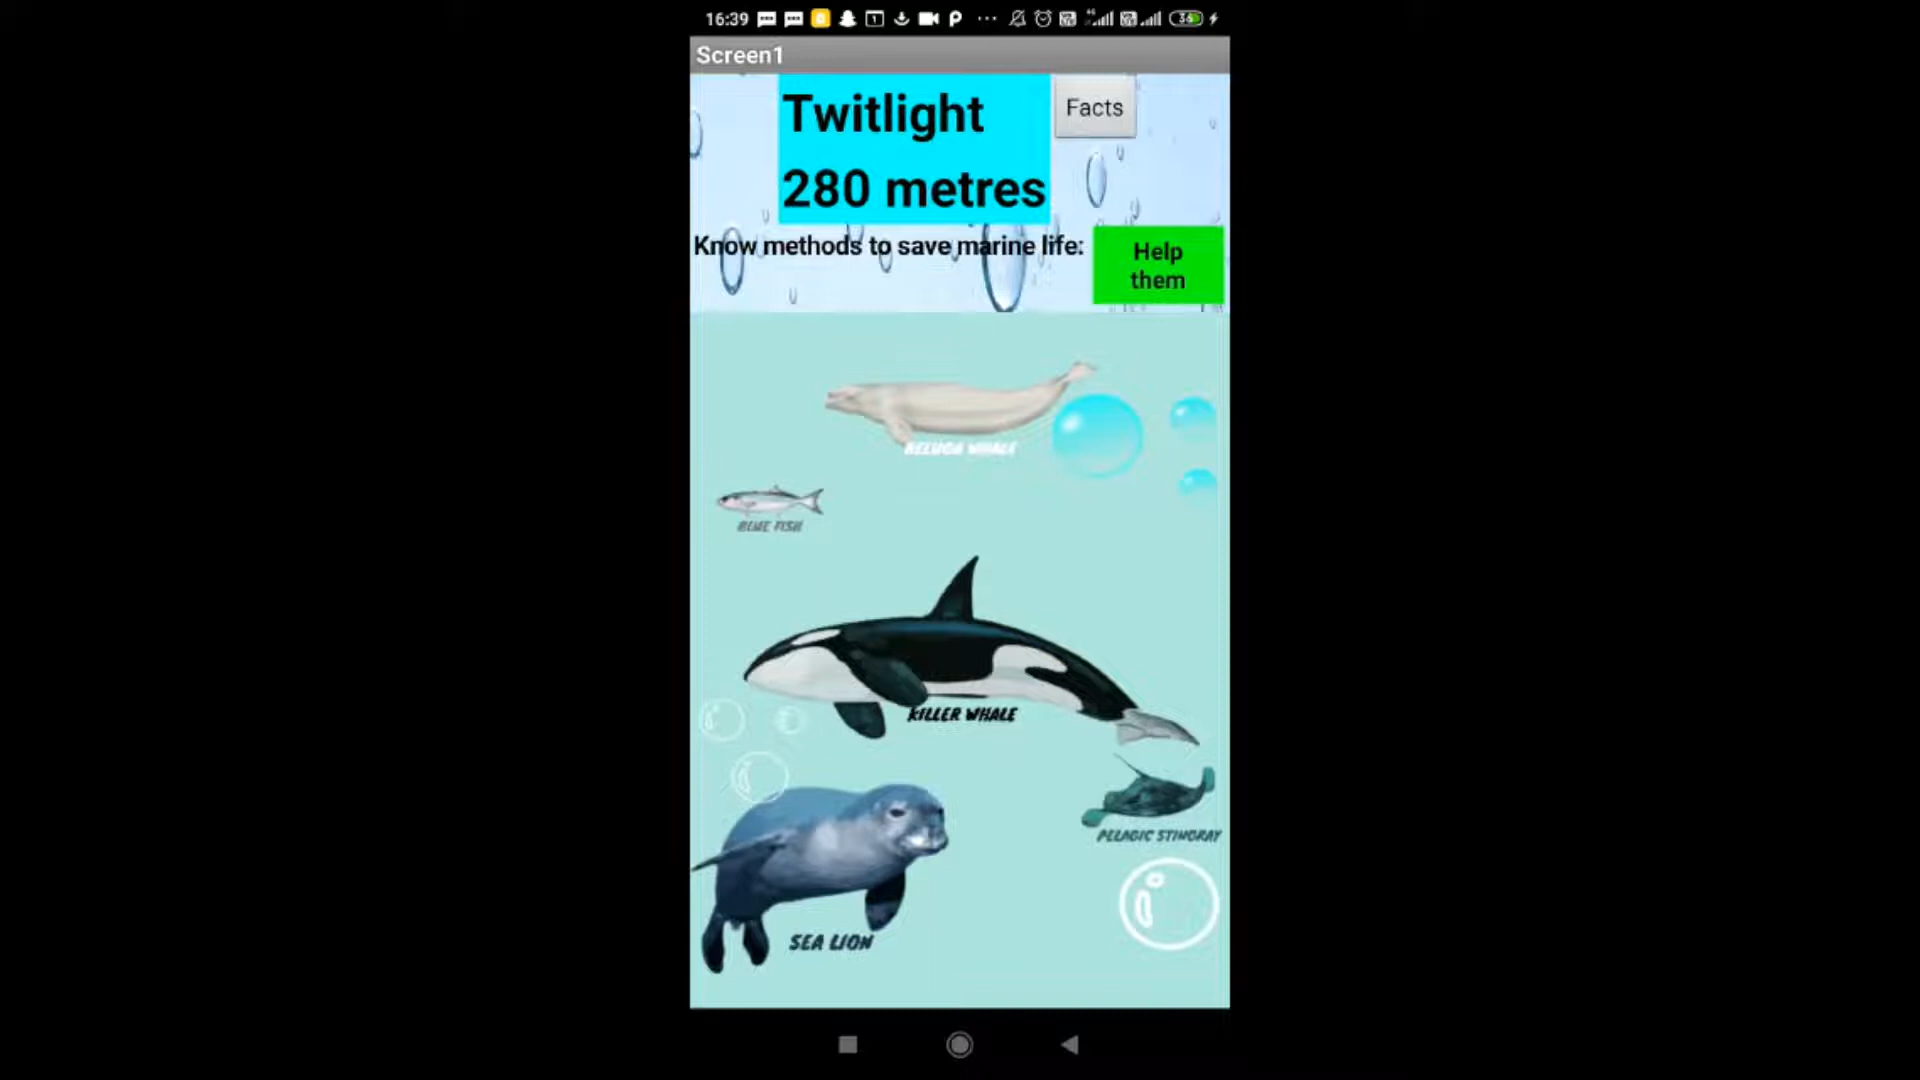 16:39
36
Screen1
Twitlight
280 metres
Facts
Know methods to save marine life:
Help
them
BELUGA WHALE
BLUE FISH
KILLER WHALE
PELAGIC STINGRAY
SEA LION